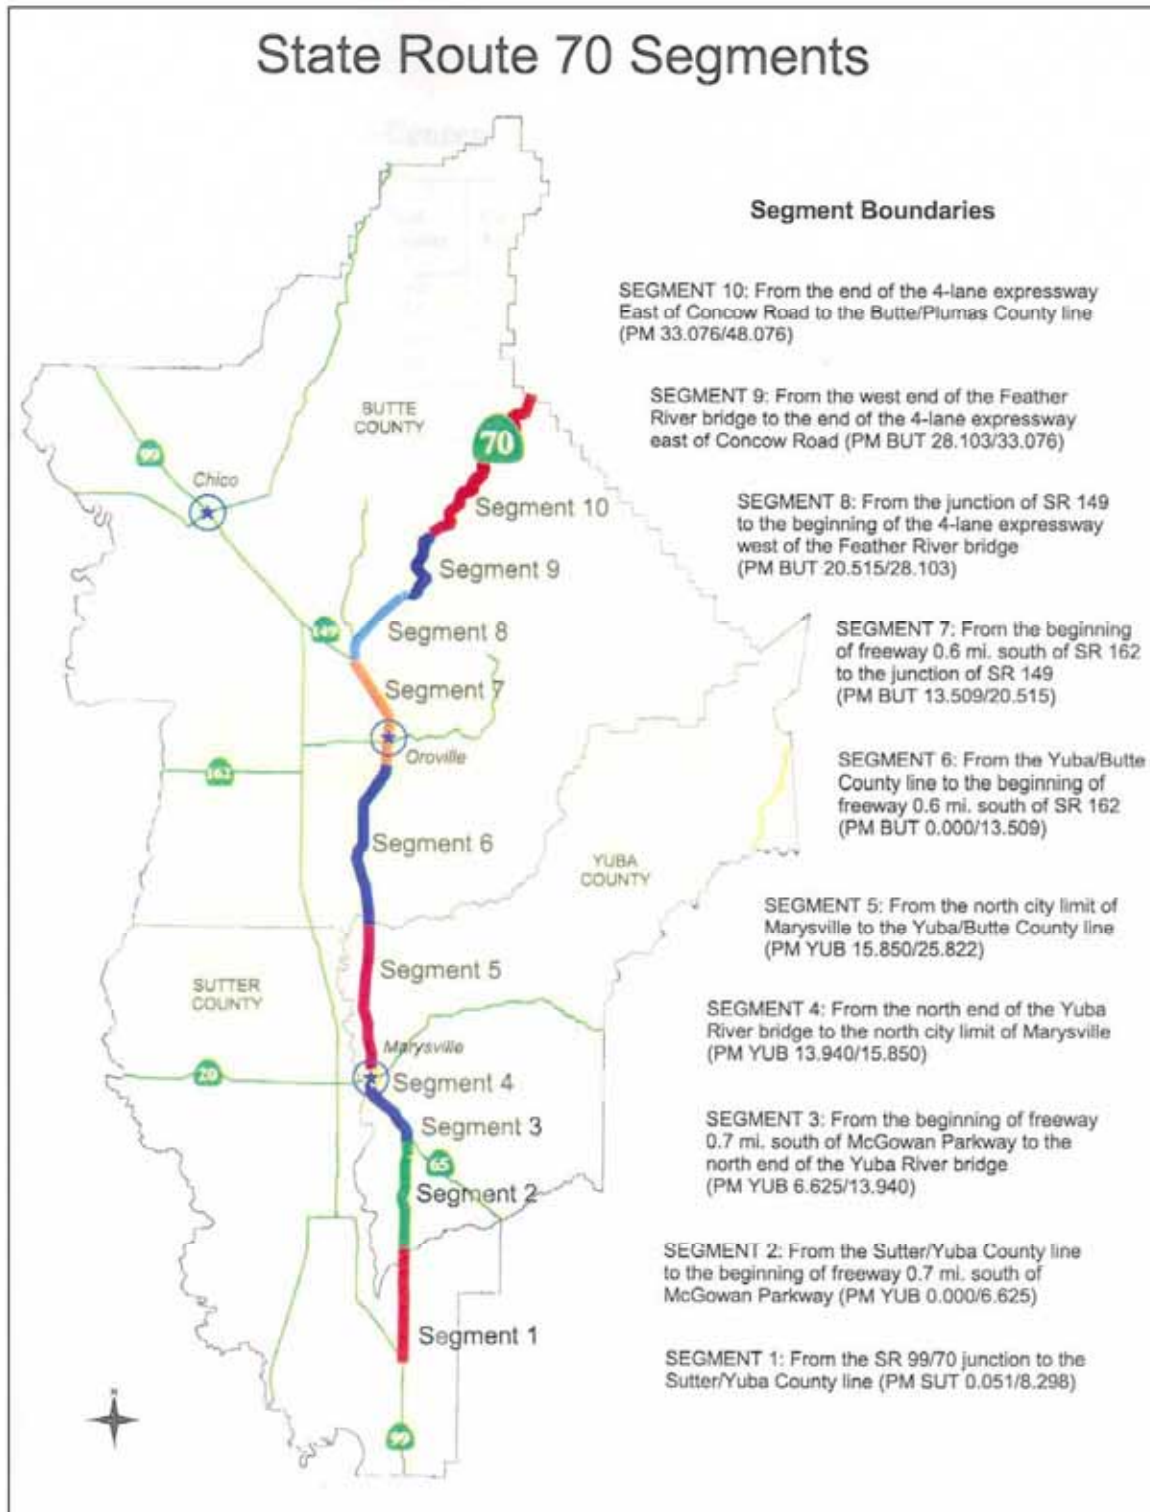 State Route 70 Segments
Segment Boundaries
SEGMENT 10: From the end of the 4-lane expressway
East of Concow Road to the Butte/Plumas County line
(PM 33.076/48.076)
SEGMENT 9: From the west end of the Feather
River bridge to the end of the 4-lane expressway
east of Concow Road (PM BUT 28.103/33.076)
SEGMENT 8: From the junction of SR 149
to the beginning of the 4-lane expressway
west of the Feather River bridge
(PM BUT 20.515/28.103)
SEGMENT 7: From the beginning
of freeway 0.6 mi. south of SR 162
to the junction of SR 149
(PM BUT 13.509/20.515)
SEGMENT 6: From the Yuba/Butte
County line to the beginning of
freeway 0.6 mi. south of SR 162
(PM BUT 0.000/13.509)
SEGMENT 5: From the north city limit of
Marysville to the Yuba/Butte County line
(PM YUB 15.850/25.822)
SEGMENT 4: From the north end of the Yuba
River bridge to the north city limit of Marysville
(PM YUB 13.940/15.850)
SEGMENT 3: From the beginning of freeway
0.7 mi. south of McGowan Parkway to the
north end of the Yuba River bridge
(PM YUB 6.625/13.940)
SEGMENT 2: From the Sutter/Yuba County line
to the beginning of freeway 0.7 mi. south of
McGowan Parkway (PM YUB 0.000/6.625)
SEGMENT 1: From the SR 99/70 junction to the
Sutter/Yuba County line (PM SUT 0.051/8.298)
BUTTE
COUNTY
70
99
Chico
Segment 10
Segment 9
149
Segment 8
Segment 7
Oroville
162
Segment 6
YUBA
COUNTY
Segment 5
SUTTER
COUNTY
Marysville
20
Segment 4
Segment 3
65
Segment 2
Segment 1
N
99